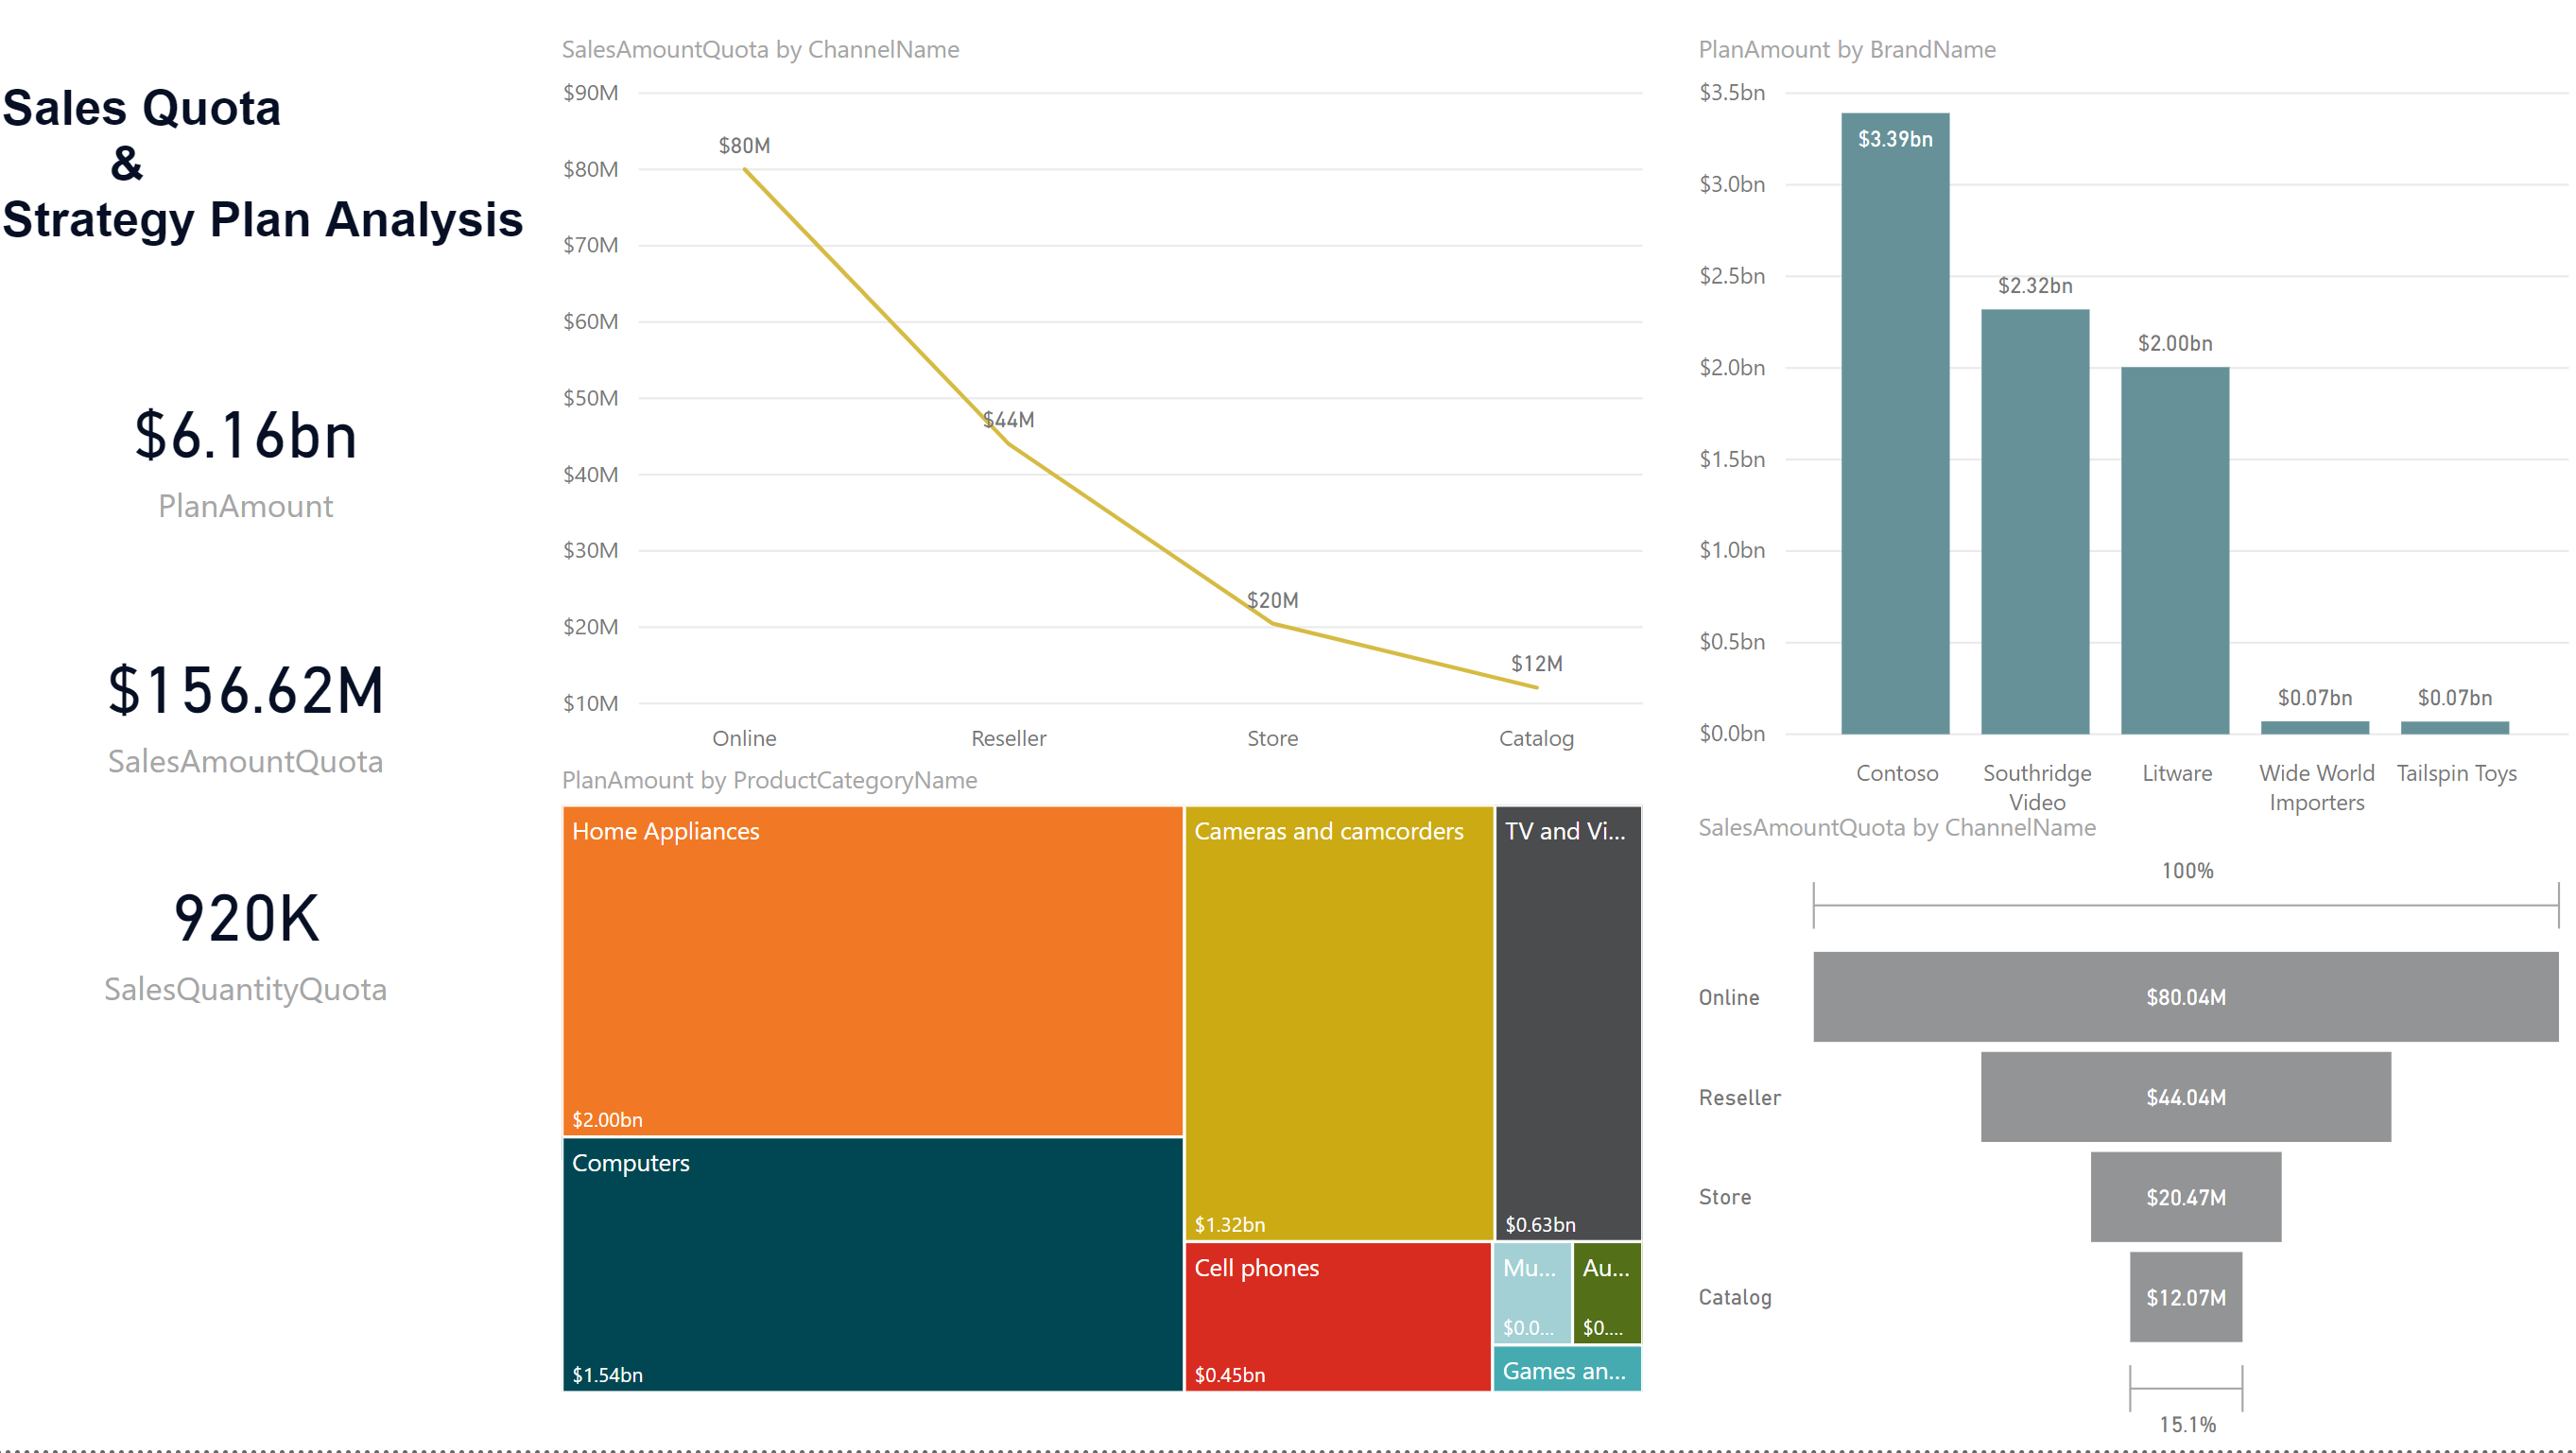 Sales Quota
&
Strategy Plan Analysis
$6.16bn
PlanAmount
$156.62M
SalesAmountQuota
920K
SalesQuantityQuota
SalesAmountQuota by ChannelName
$90M
$80M
$70M
$60M
$50M
$40M
$30M
$20M
$10M
$80M
$44M
$20M
$12M
Online Reseller Store Catalog
PlanAmount by ProductCategoryName
Home Appliances
$2.00bn
Computers
$1.54bn
Cameras and camcorders
$1.32bn
Cell phones
$0.45bn
TV and Vi...
$0.63bn
Mu...
$0.0...
Au...
$0....
Games an...
PlanAmount by BrandName
$3.5bn
$3.0bn
$2.5bn
$2.0bn
$1.5bn
$1.0bn
$0.5bn
$0.0bn
$3.39bn
$2.32bn
$2.00bn
$0.07bn
$0.07bn
Contoso
Southridge
Video
Litware
Wide World
Importers
Tailspin Toys
SalesAmountQuota by ChannelName
100%
Online $80.04M
Reseller $44.04M
Store $20.47M
Catalog $12.07M
15.1%